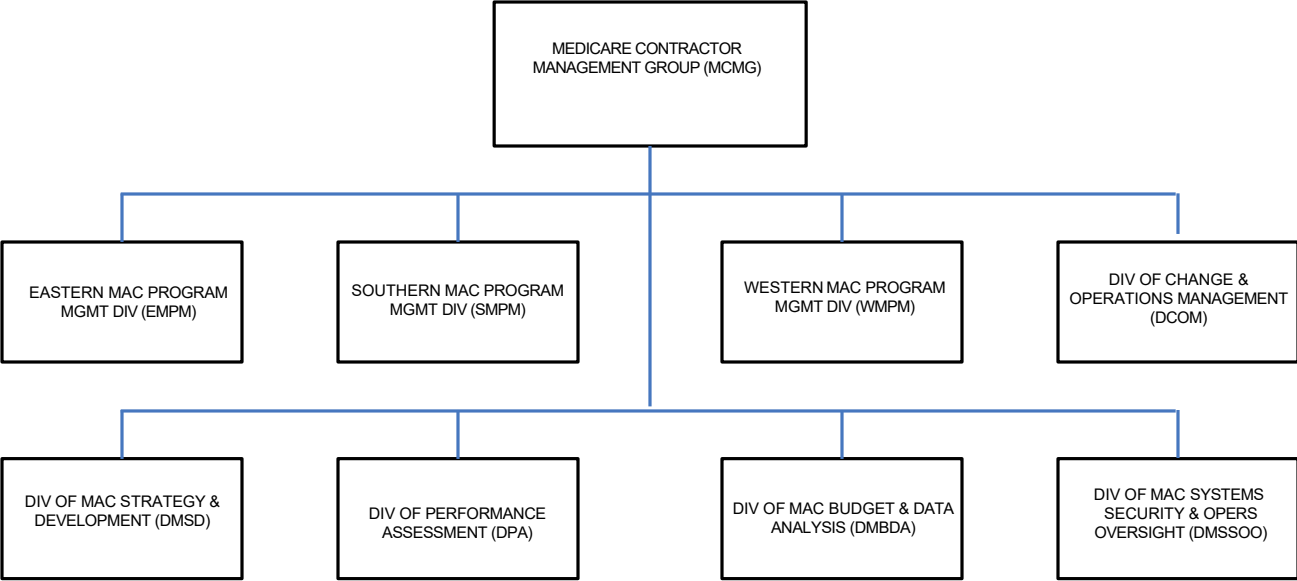 MEDICARE CONTRACTOR
MANAGEMENT GROUP (MCMG)
EASTERN MAC PROGRAM
MGMT DIV (EMPM)
SOUTHERN MAC PROGRAM
MGMT DIV (SMPM)
WESTERN MAC PROGRAM
MGMT DIV (WMPM)
DIV OF CHANGE &
OPERATIONS MANAGEMENT
(DCOM)
DIV OF MAC STRATEGY &
DEVELOPMENT (DMSD)
DIV OF PERFORMANCE
ASSESSMENT (DPA)
DIV OF MAC BUDGET & DATA
ANALYSIS (DMBDA)
DIV OF MAC SYSTEMS
SECURITY & OPERS
OVERSIGHT (DMSSOO)